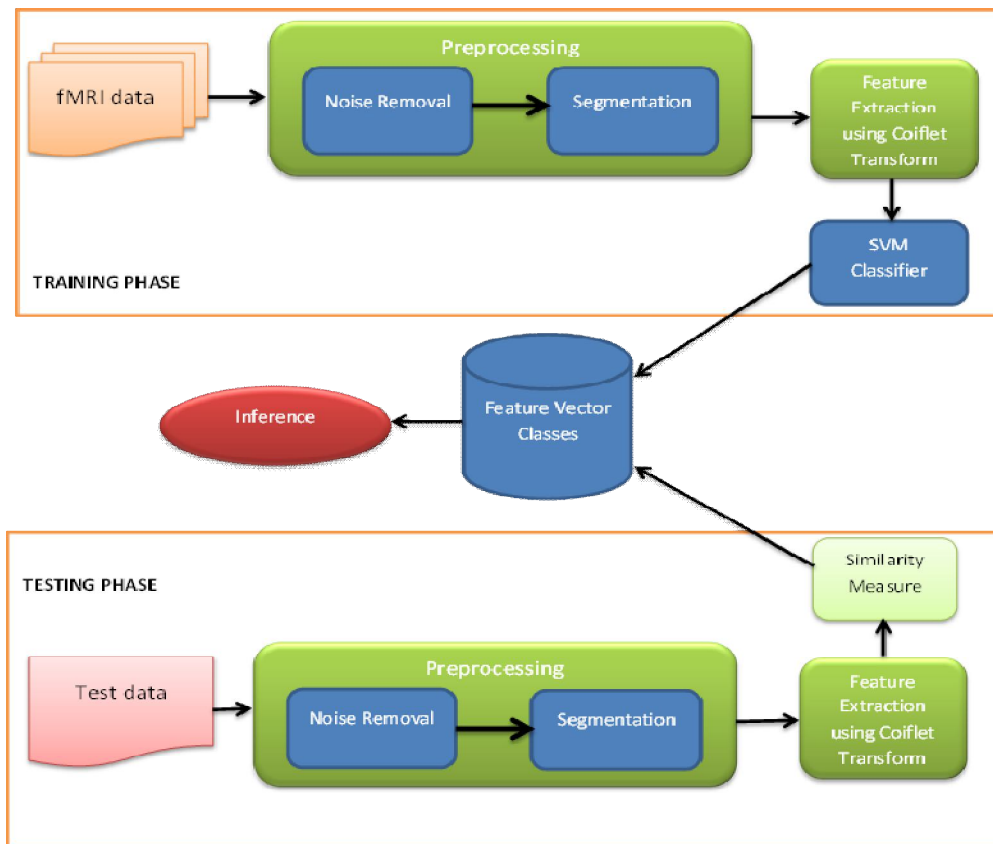 Preprocessing
fMRI data
Noise Removal
Segmentation
Feature
Extraction
using Coiflet
Transform
SVM
Classifier
TRAINING PHASE
Inference
Feature Vector
Classes
Similarity
Measure
TESTING PHASE
Preprocessing
Test data
Noise Removal
Segmentation
Feature
Extraction
using Coiflet
Transform